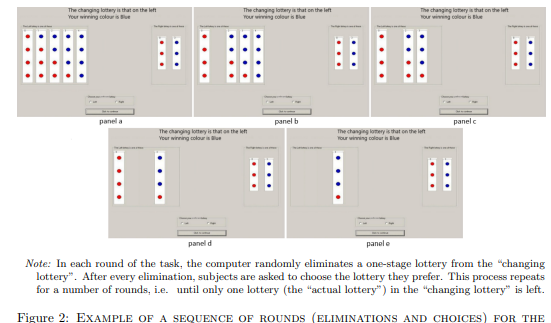 The changing lottery is that on the left
Your winning colour is Blue
The changing lottery is that on the left
Your winning colour is Blue
The changing lottery is that on the left
Your winning colour is Blue
panel a
panel b
panel c
The changing lottery is that on the left
Your winning colour is Blue
The changing lottery is that on the left
Your winning colour is Blue
panel d
panel e
Note: In each round of the task, the computer randomly eliminates a one-stage lottery from the “changing
lottery”. After every elimination, subjects are asked to choose the lottery they prefer. This process repeats
for a number of rounds, i.e. until only one lottery (the “actual lottery”) in the “changing lottery” is left.
Figure 2: Example of a sequence of rounds (eliminations and choices) for the